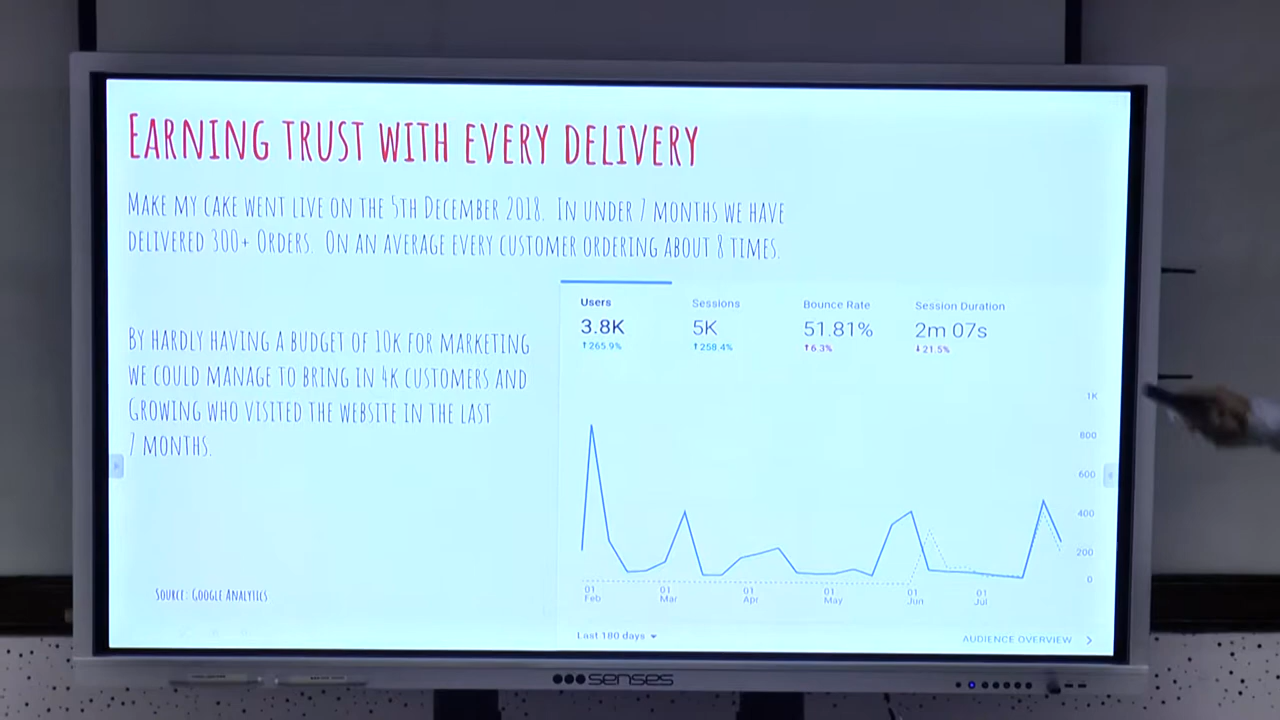 EARNING TRUST WITH EVERY DELIVERY
MAKE MY CAKE WENT LIVE ON THE 5TH DECEMBER 2018. IN UNDER 7 MONTHS WE HAVE
DELIVERED 300+ ORDERS. ON AN AVERAGE EVERY CUSTOMER ORDERING ABOUT 8 TIMES.
BY HARDLY HAVING A BUDGET OF 10K FOR MARKETING
WE COULD MANAGE TO BRING IN 4K CUSTOMERS AND
GROWING WHO VISITED THE WEBSITE IN THE LAST
7 MONTHS.
SOURCE: GOOGLE ANALYTICS
Users Sessions Bounce Rate Session Duration
3.8K 5K 51.81% 2m 07s
↑265.9% ↑258.4% ↑6.3% ↓21.5%
1K
800
600
400
200
0
01 01 01 01 01 01
Feb Mar Apr May Jun Jul
Last 180 days AUDIENCE OVERVIEW
senses